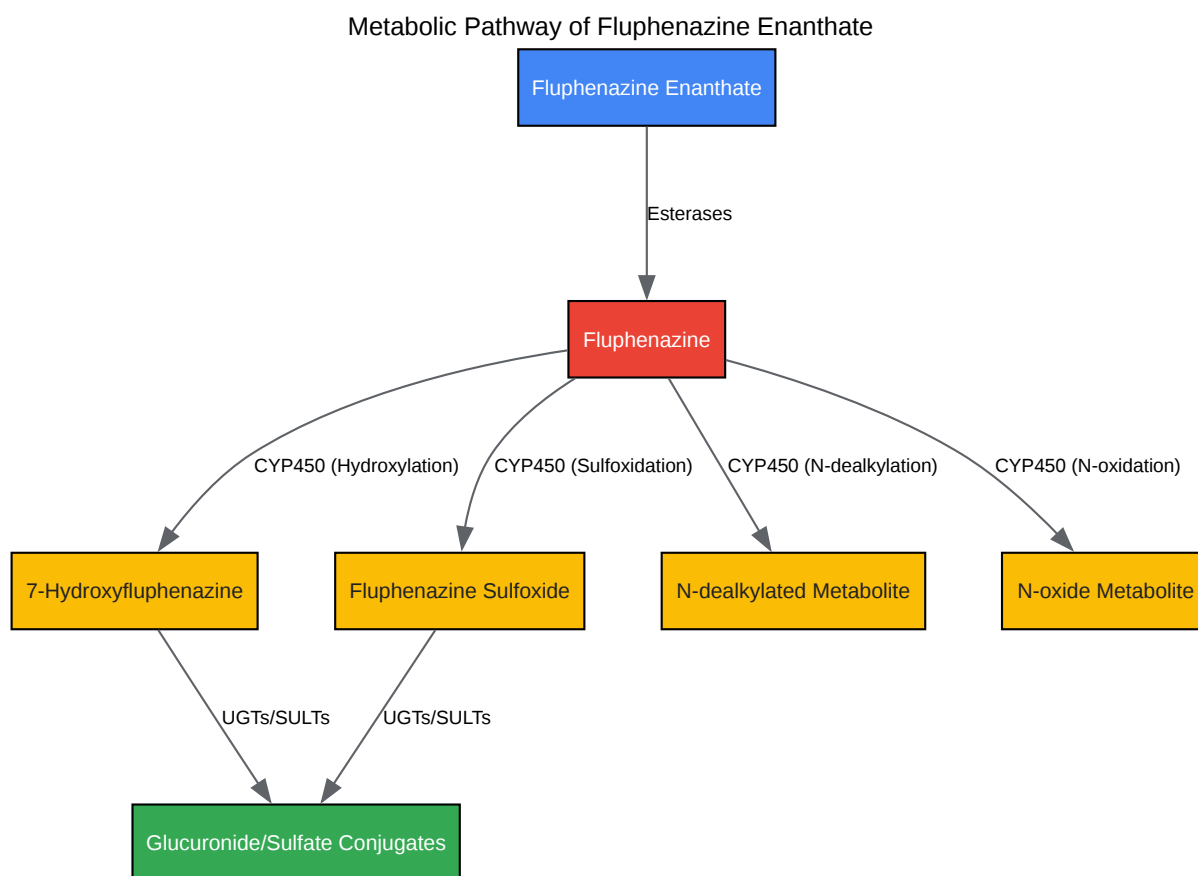 Metabolic Pathway of Fluphenazine Enanthate
Fluphenazine Enanthate
Esterases
Fluphenazine
CYP450 (Hydroxylation)
CYP450 (Sulfoxidation)
CYP450 (N-dealkylation)
CYP450 (N-oxidation)
7-Hydroxyfluphenazine
Fluphenazine Sulfoxide
N-dealkylated Metabolite
N-oxide Metabolite
UGTs/SULTs
UGTs/SULTs
Glucuronide/Sulfate Conjugates